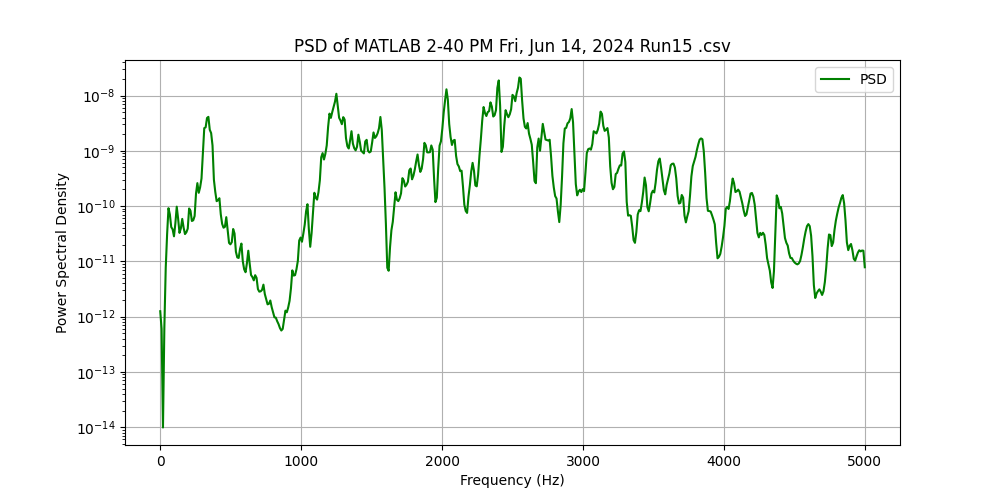 PSD of MATLAB 2-40 PM Fri, Jun 14, 2024 Run15 .csv
PSD
Power Spectral Density
10⁻⁸
10⁻⁹
10⁻¹⁰
10⁻¹¹
10⁻¹²
10⁻¹³
10⁻¹⁴
0 1000 2000 3000 4000 5000
Frequency (Hz)